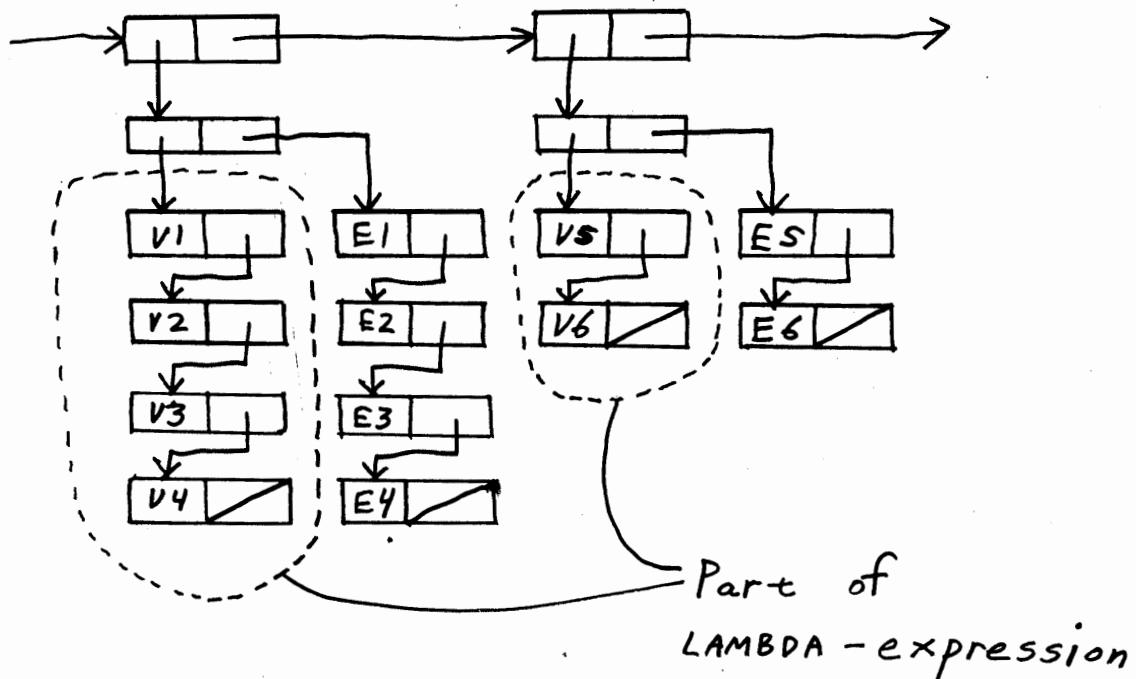 V1 E1 V5 E5
V2 E2 V6 E6
V3 E3
V4 E4
Part of
LAMBDA - expression